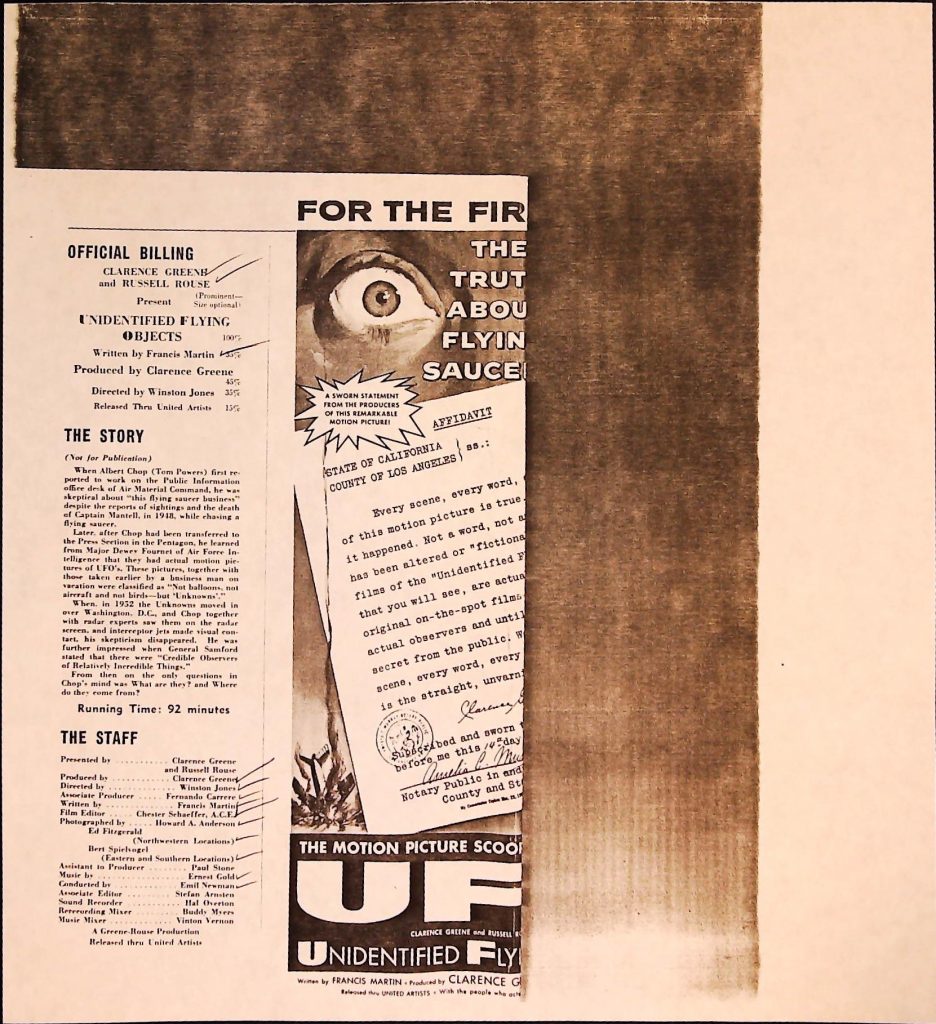 OFFICIAL BILLING
CLARENCE GREENE
and RUSSELL ROUSE
(Prominent—
Present Size optional)
UNIDENTIFIED FLYING
OBJECTS 100%
Written by Francis Martin 35%
Produced by Clarence Greene
45%
Directed by Winston Jones 35%
Released Thru United Artists 15%
THE STORY
(Not for Publication)
When Albert Chop (Tom Powers) first re-
ported to work on the Public Information
office desk of Air Material Command, he was
skeptical about "this flying saucer business"
despite the reports of sightings and the death
of Captain Mantell, in 1948, while chasing a
flying saucer.
Later, after Chop had been transferred to
the Press Section in the Pentagon, he learned
from Major Dewey Fournet of Air Force In-
telligence that they had actual motion pic-
tures of UFO's. These pictures, together with
those taken earlier by a business man on
vacation were classified as "Not balloons, not
aircraft and not birds—but 'Unknowns'."
When, in 1952 the Unknowns moved in
over Washington, D.C., and Chop together
with radar experts saw them on the radar
screen, and interceptor jets made visual con-
tact, his skepticism disappeared. He was
further impressed when General Samford
stated that there were "Credible Observers
of Relatively Incredible Things."
From then on the only questions in
Chop's mind was What are they? and Where
do they come from?
Running Time: 92 minutes
THE STAFF
Presented by .......... Clarence Greene
and Russell Rouse
Produced by .......... Clarence Greene
Directed by .......... Winston Jones
Associate Producer ..... Fernando Carrere
Written by .......... Francis Martin
Film Editor ..... Chester Schaeffer, A.C.E.
Photographed by ..... Howard A. Anderson
Ed Fitzgerald
(Northwestern Locations)
Bert Spielvogel
(Eastern and Southern Locations)
Assistant to Producer ........ Paul Stone
Music by .......... Ernest Gold
Conducted by .......... Emil Newman
Associate Editor .......... Stefan Arnsten
Sound Recorder .......... Hal Overton
Rerecording Mixer ........ Buddy Myers
Music Mixer .......... Vinton Vernon
A Greene-Rouse Production
Released thru United Artists
FOR THE FIR
THE
TRUT
ABOU
FLYIN
SAUCE
A SWORN STATEMENT
FROM THE PRODUCERS
OF THIS REMARKABLE
MOTION PICTURE!
AFFIDAVIT
STATE OF CALIFORNIA
COUNTY OF LOS ANGELES } ss.:
Every scene, every word,
of this motion picture is true
it happened. Not a word, not a
has been altered or "fictiona
films of the "Unidentified F
that you will see, are actua
original on-the-spot films
actual observers and until
secret from the public. W
scene, every word, every
is the straight, unvarn
Clarence
Subscribed and sworn
before me this 14th day
Amelia C.
Notary Public in and
County and St
THE MOTION PICTURE SCOO
UF
CLARENCE GREENE and RUSSELL RO
UNIDENTIFIED FLY
Written by FRANCIS MARTIN • Produced by CLARENCE G
Released thru UNITED ARTISTS • With the people who act